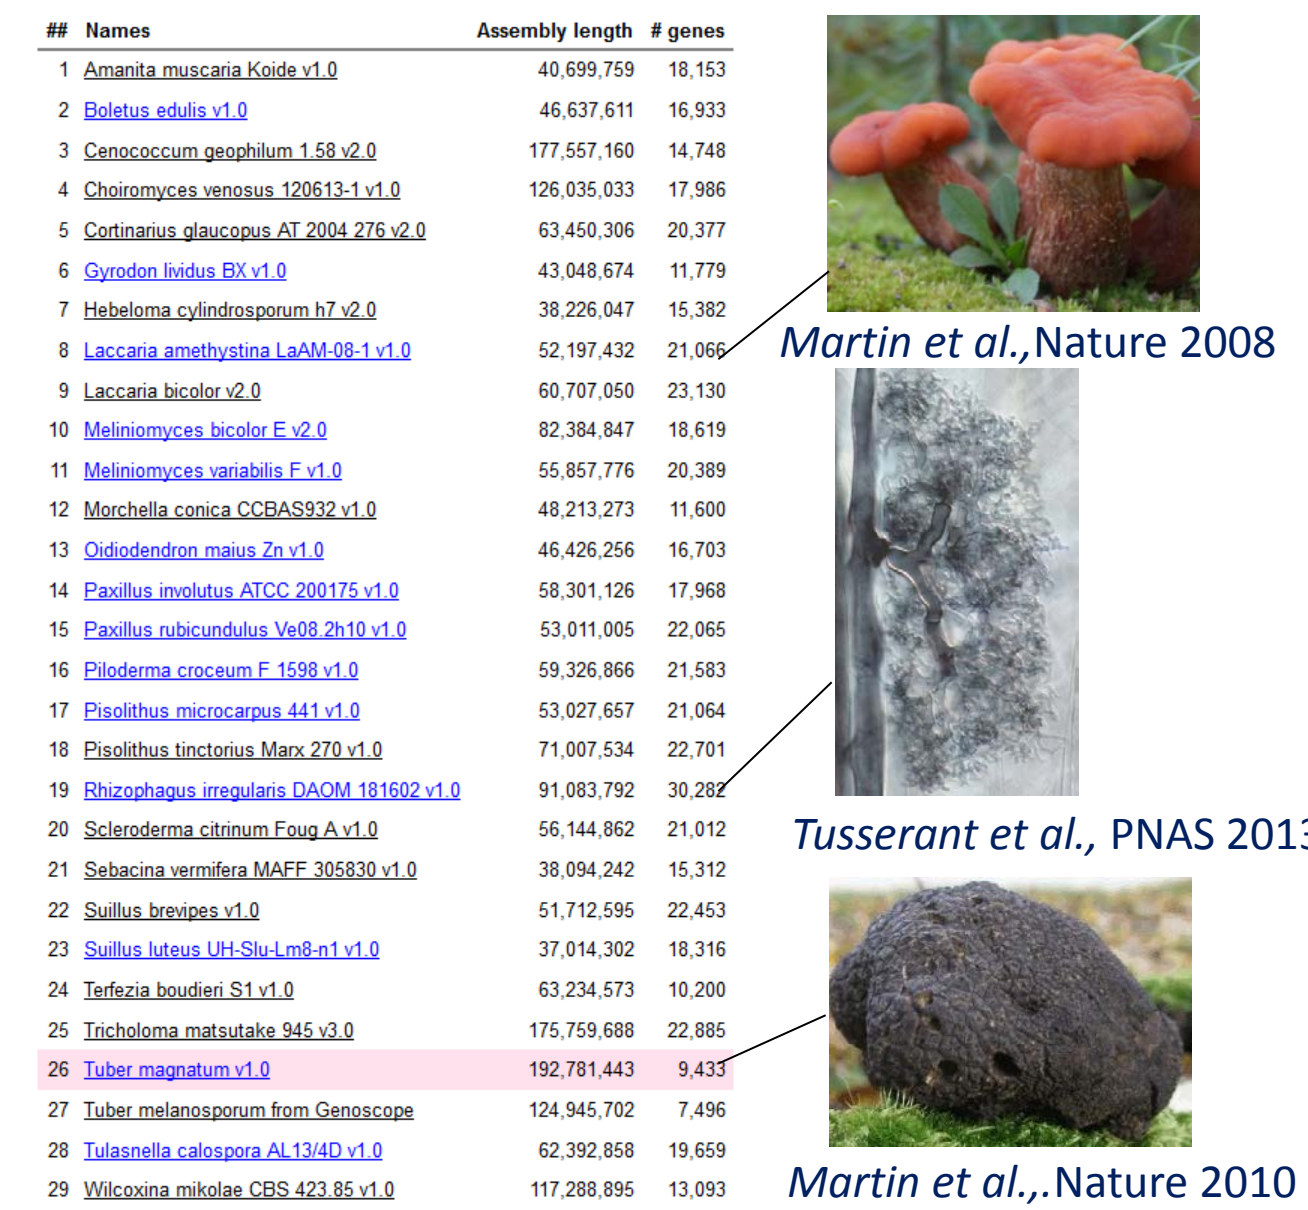 ## Names Assembly length # genes
1 Amanita muscaria Koide v1.0 40,699,759 18,153
2 Boletus edulis v1.0 46,637,611 16,933
3 Cenococcum geophilum 1.58 v2.0 177,557,160 14,748
4 Choiromyces venosus 120613-1 v1.0 126,035,033 17,986
5 Cortinarius glaucopus AT 2004 276 v2.0 63,450,306 20,377
6 Gyrodon lividus BX v1.0 43,048,674 11,779
7 Hebeloma cylindrosporum h7 v2.0 38,226,047 15,382
8 Laccaria amethystina LaAM-08-1 v1.0 52,197,432 21,066
9 Laccaria bicolor v2.0 60,707,050 23,130
10 Meliniomyces bicolor E v2.0 82,384,847 18,619
11 Meliniomyces variabilis F v1.0 55,857,776 20,389
12 Morchella conica CCBAS932 v1.0 48,213,273 11,600
13 Oidiodendron maius Zn v1.0 46,426,256 16,703
14 Paxillus involutus ATCC 200175 v1.0 58,301,126 17,968
15 Paxillus rubicundulus Ve08.2h10 v1.0 53,011,005 22,065
16 Piloderma croceum F 1598 v1.0 59,326,866 21,583
17 Pisolithus microcarpus 441 v1.0 53,027,657 21,064
18 Pisolithus tinctorius Marx 270 v1.0 71,007,534 22,701
19 Rhizophagus irregularis DAOM 181602 v1.0 91,083,792 30,282
20 Scleroderma citrinum Foug A v1.0 56,144,862 21,012
21 Sebacina vermifera MAFF 305830 v1.0 38,094,242 15,312
22 Suillus brevipes v1.0 51,712,595 22,453
23 Suillus luteus UH-Slu-Lm8-n1 v1.0 37,014,302 18,316
24 Terfezia boudieri S1 v1.0 63,234,573 10,200
25 Tricholoma matsutake 945 v3.0 175,759,688 22,885
26 Tuber magnatum v1.0 192,781,443 9,433
27 Tuber melanosporum from Genoscope 124,945,702 7,496
28 Tulasnella calospora AL13/4D v1.0 62,392,858 19,659
29 Wilcoxina mikolae CBS 423.85 v1.0 117,288,895 13,093
Martin et al.,Nature 2008
Tusserant et al., PNAS 2013
Martin et al.,.Nature 2010